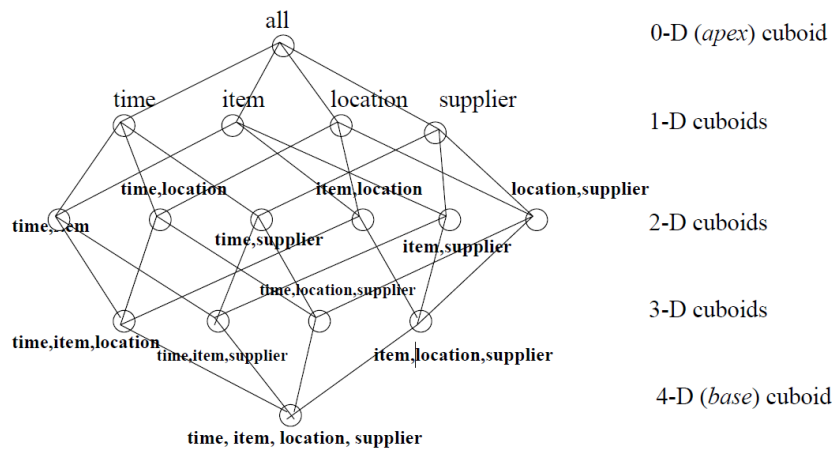 all
0-D (apex) cuboid
time
item
location
supplier
1-D cuboids
time,location
item,location
location,supplier
time,item
time,supplier
item,supplier
2-D cuboids
time,location,supplier
3-D cuboids
time,item,location
time,item,supplier
item,location,supplier
4-D (base) cuboid
time, item, location, supplier